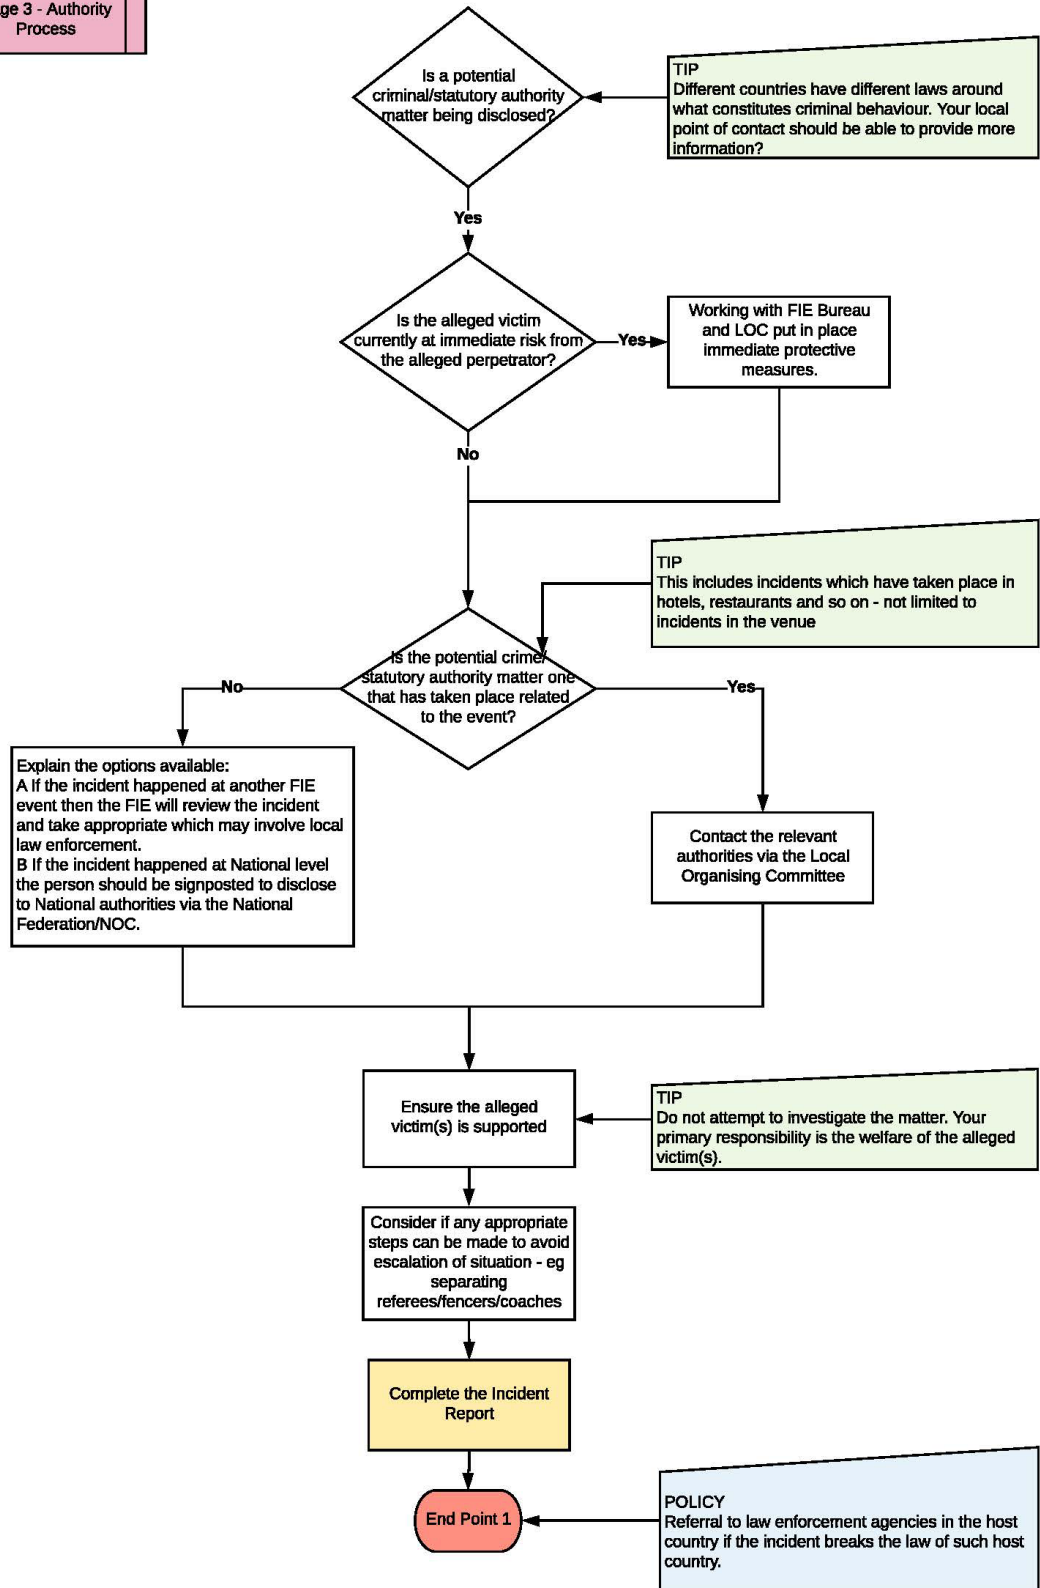 ge 3 - Authority
Process
Is a potential
criminal/statutory authority
matter being disclosed?
TIP
Different countries have different laws around
what constitutes criminal behaviour. Your local
point of contact should be able to provide more
information?
Yes
Is the alleged victim
currently at immediate risk from
the alleged perpetrator?
Yes
Working with FIE Bureau
and LOC put in place
immediate protective
measures.
No
TIP
This includes incidents which have taken place in
hotels, restaurants and so on - not limited to
incidents in the venue
Is the potential crime/
statutory authority matter one
that has taken place related
to the event?
No
Yes
Explain the options available:
A If the incident happened at another FIE
event then the FIE will review the incident
and take appropriate which may involve local
law enforcement.
B If the incident happened at National level
the person should be signposted to disclose
to National authorities via the National
Federation/NOC.
Contact the relevant
authorities via the Local
Organising Committee
Ensure the alleged
victim(s) is supported
TIP
Do not attempt to investigate the matter. Your
primary responsibility is the welfare of the alleged
victim(s).
Consider if any appropriate
steps can be made to avoid
escalation of situation - eg
separating
referees/fencers/coaches
Complete the Incident
Report
End Point 1
POLICY
Referral to law enforcement agencies in the host
country if the incident breaks the law of such host
country.